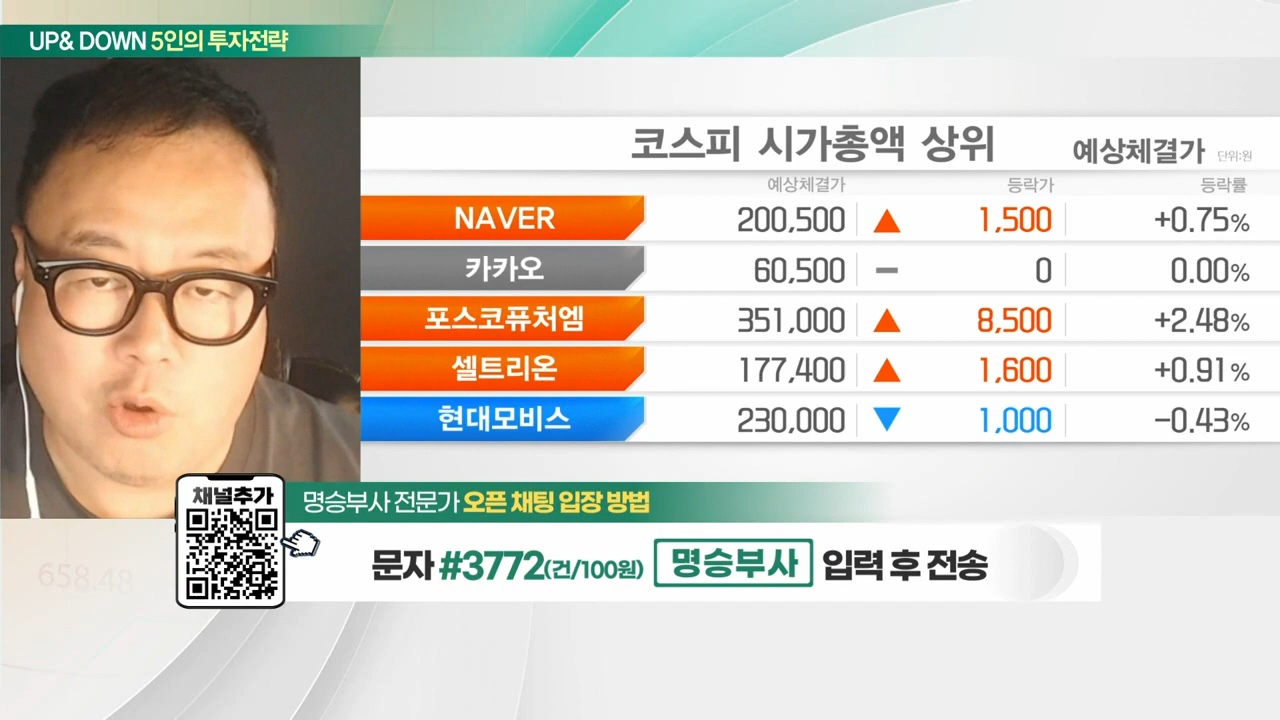 UP& DOWN 5인의 투자전략
코스피 시가총액 상위 예상체결가 단위:원
예상체결가 등락가 등락률
NAVER 200,500 ▲ 1,500 +0.75%
카카오 60,500 − 0 0.00%
포스코퓨처엠 351,000 ▲ 8,500 +2.48%
셀트리온 177,400 ▲ 1,600 +0.91%
현대모비스 230,000 ▼ 1,000 −0.43%
채널추가
명승부사 전문가 오픈 채팅 입장 방법
문자 #3772(건/100원) 명승부사 입력 후 전송
658.48